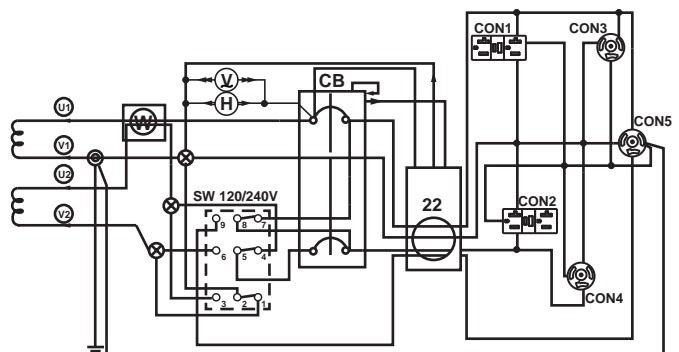 CON1
CON3
V
H
CB
U1
W
V1
U2
V2
CON5
SW 120/240V
22
CON2
9 8 7
6 5 4
3 2 1
CON4